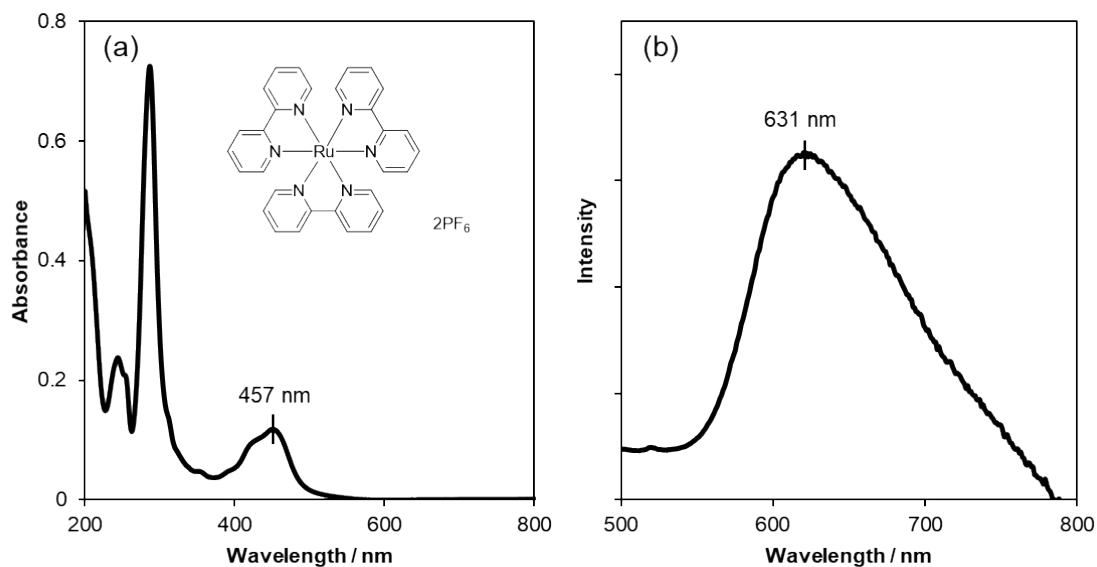 (a)
0.8
0.6
0.4
0.2
0
Absorbance
N
N
N
N
Ru
N
N
2PF6
457 nm
200
400
600
800
Wavelength / nm
(b)
631 nm
Intensity
500
600
700
800
Wavelength / nm